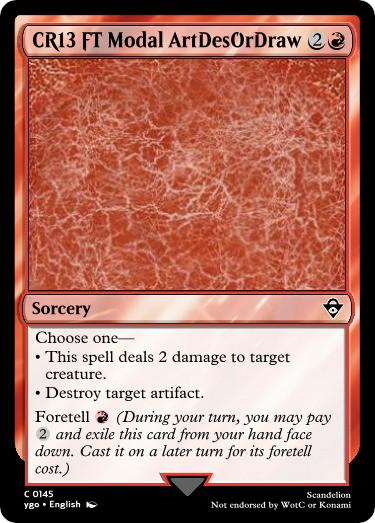 CR13 FT Modal ArtDesOrDraw 2
Sorcery
Choose one—
• This spell deals 2 damage to target
creature.
• Destroy target artifact.
Foretell (During your turn, you may pay
2 and exile this card from your hand face
down. Cast it on a later turn for its foretell
cost.)
C 0145
ygo • English
Scandelion
Not endorsed by WotC or Konami